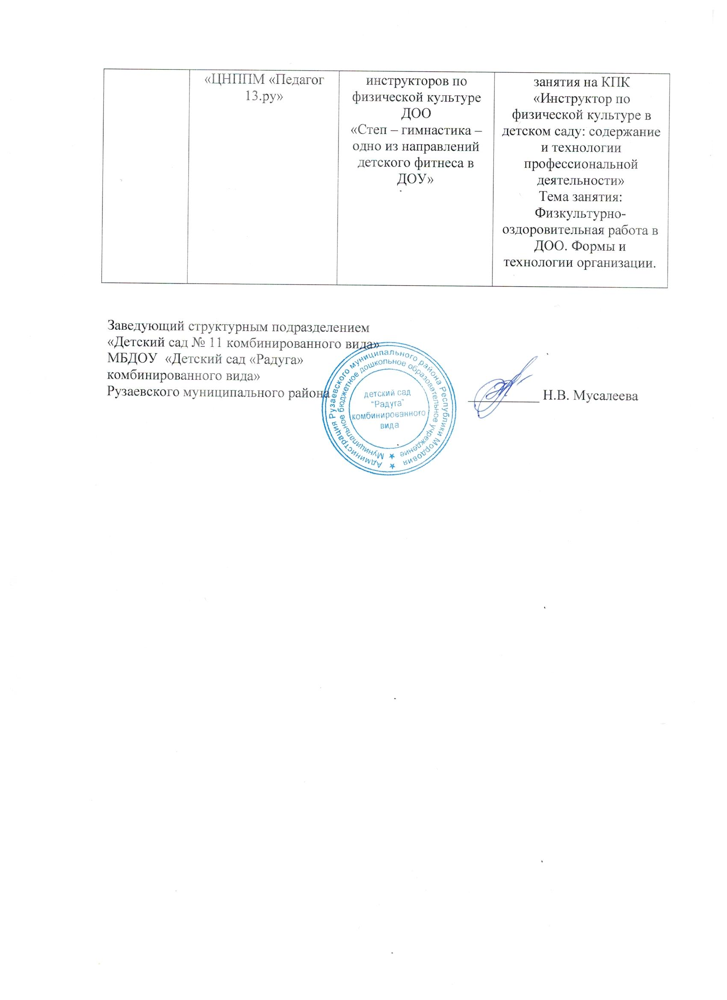 «ЦНППМ «Педагог
13.ру»
инструкторов по
физической культуре
ДОО
«Степ – гимнастика –
одно из направлений
детского фитнеса в
ДОУ»
занятия на КПК
«Инструктор по
физической культуре в
детском саду: содержание
и технологии
профессиональной
деятельности»
Тема занятия:
Физкультурно-
оздоровительная работа в
ДОО. Формы и
технологии организации.
Заведующий структурным подразделением
«Детский сад № 11 комбинированного вида»
МБДОУ «Детский сад «Радуга»
комбинированного вида»
Рузаевского муниципального района
Н.В. Мусалеева
Администрация Рузаевского муниципального района Республики Мордовия
Муниципальное бюджетное дошкольное образовательное учреждение
детский сад
"Радуга"
комбинированного
вида